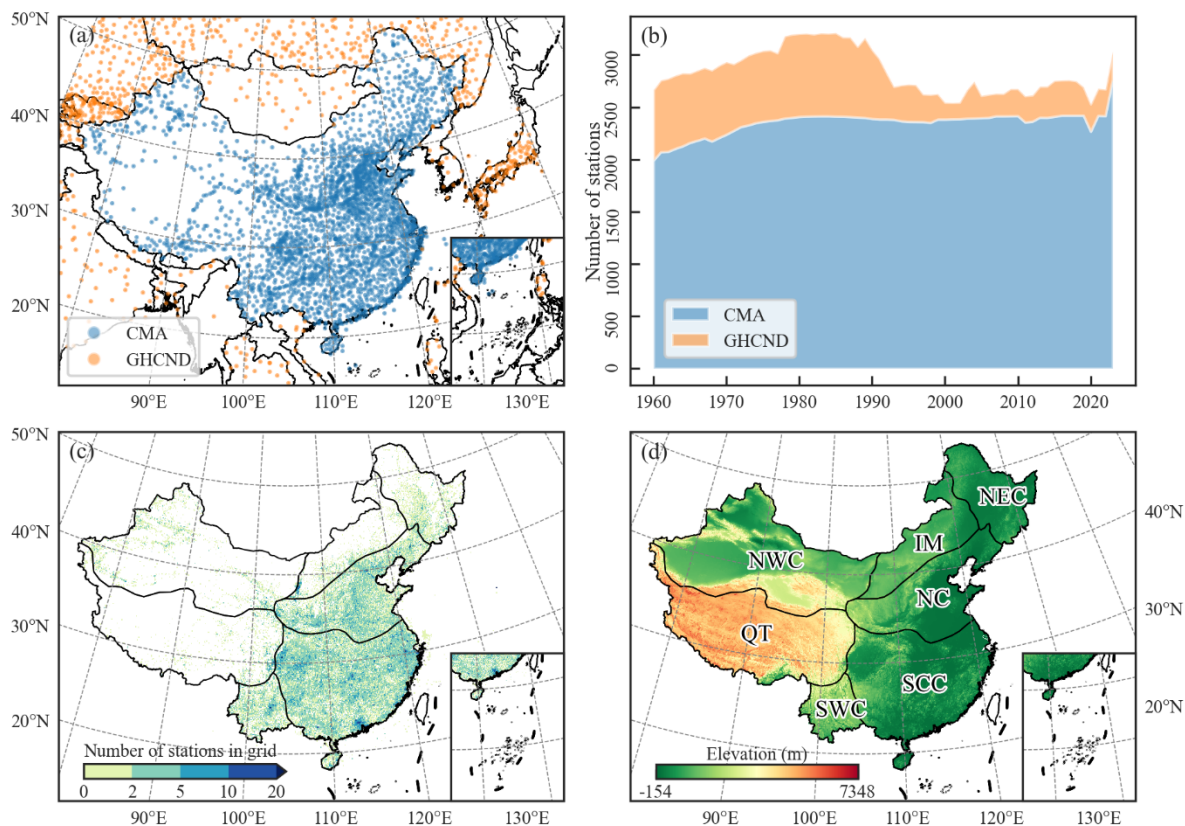 (a)
50°N
40°N
30°N
20°N
CMA
GHCND
90°E 100°E 110°E 120°E 130°E
(b)
Number of stations
3000
2500
2000
1500
1000
500
0
CMA
GHCND
1960 1970 1980 1990 2000 2010 2020
(c)
50°N
40°N
30°N
20°N
Number of stations in grid
0 2 5 10 20
90°E 100°E 110°E 120°E 130°E
(d)
NEC
IM
NWC
NC
QT
SCC
SWC
40°N
30°N
20°N
Elevation (m)
-154 7348
90°E 100°E 110°E 120°E 130°E